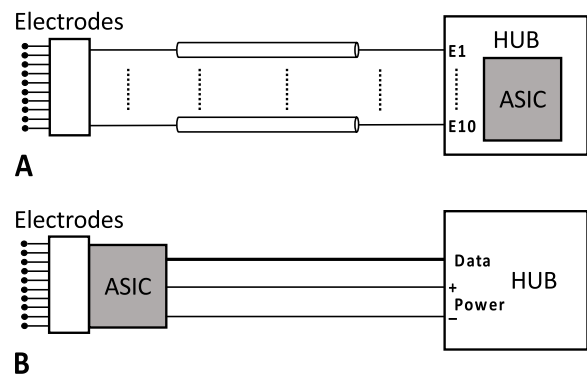 Electrodes
HUB
E1
ASIC
E10
A
Electrodes
ASIC
Data
HUB
+
Power
−
B